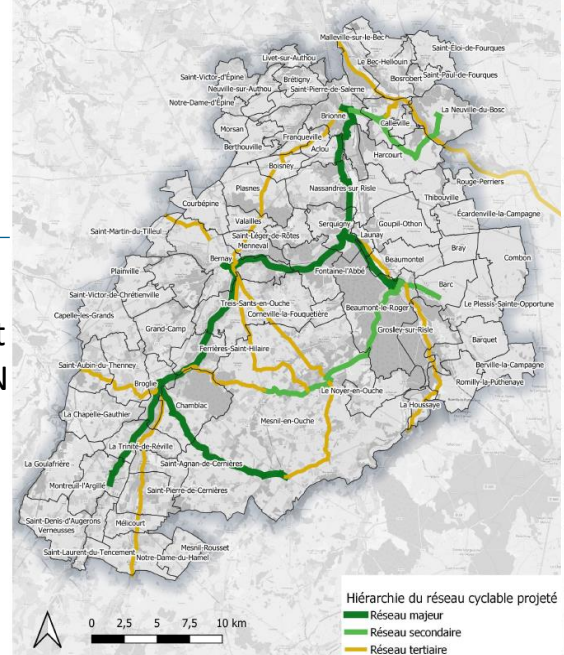 Malleville-sur-le-Bec
Saint-Éloi-de-Fourques
Livet-sur-Authou
Le Bec-Hellouin
Saint-Victor-d'Épine
Brétigny
Bosrobert
Saint-Paul-de-Fourques
Neuville-sur-Authou
Saint-Pierre-de-Salerne
Notre-Dame-d'Épine
Brionne
La Neuville-du-Bosc
Calleville
Morsan
Franqueville
Berthouville
Aclou
Harcourt
Boisney
Rouge-Perriers
Plasnes
Nassandres sur Risle
Thibouville
Courbépine
Écardenville-la-Campagne
Valailles
Serquigny
Goupil-Othon
Saint-Martin-du-Tilleul
Saint-Léger-de-Rôtes
Launay
Menneval
Bray
Combon
Bernay
Fontaine-l'Abbé
Beaumontel
Plainville
Barc
Saint-Victor-de-Chrétienville
Treis-Sants-en-Ouche
Beaumont-le-Roger
Le Plessis-Sainte-Opportune
Capelle-les-Grands
Corneville-la-Fouquetière
Grand-Camp
Grosley-sur-Risle
Barquet
Ferrières-Saint-Hilaire
Saint-Aubin-du-Thenney
Berville-la-Campagne
Broglie
Le Noyer-en-Ouche
Romilly-la-Puthenaye
Chamblac
La Houssaye
La Chapelle-Gauthier
Mesnil-en-Ouche
La Trinité-de-Réville
La Goulafrière
Saint-Agnan-de-Cernières
Montreuil-l'Argillé
Saint-Pierre-de-Cernières
Saint-Denis-d'Augerons
Mélicourt
Verneusses
Mesnil-Rousset
Saint-Laurent-du-Tencement
Notre-Dame-du-Hamel
t
N
0 2,5 5 7,5 10 km
Hiérarchie du réseau cyclable projeté
Réseau majeur
Réseau secondaire
Réseau tertiaire